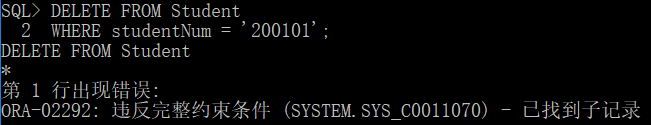 SQL> DELETE FROM Student
  2  WHERE studentNum = '200101';
DELETE FROM Student
*
第 1 行出现错误:
ORA-02292: 违反完整约束条件 (SYSTEM.SYS_C0011070) - 已找到子记录